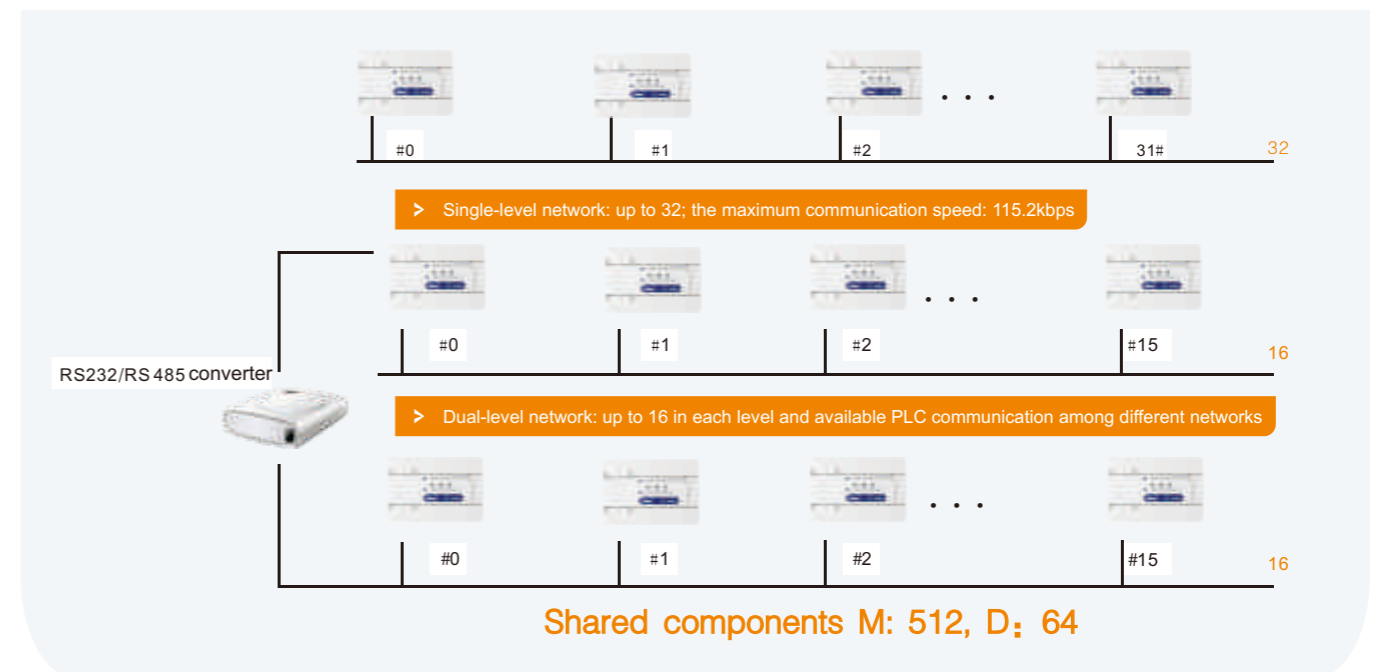 #0 #1 #2 31# 32
> Single-level network: up to 32; the maximum communication speed: 115.2kbps
#0 #1 #2 #15 16
RS232/RS 485 converter
> Dual-level network: up to 16 in each level and available PLC communication among different networks
#0 #1 #2 #15 16
Shared components M: 512, D：64